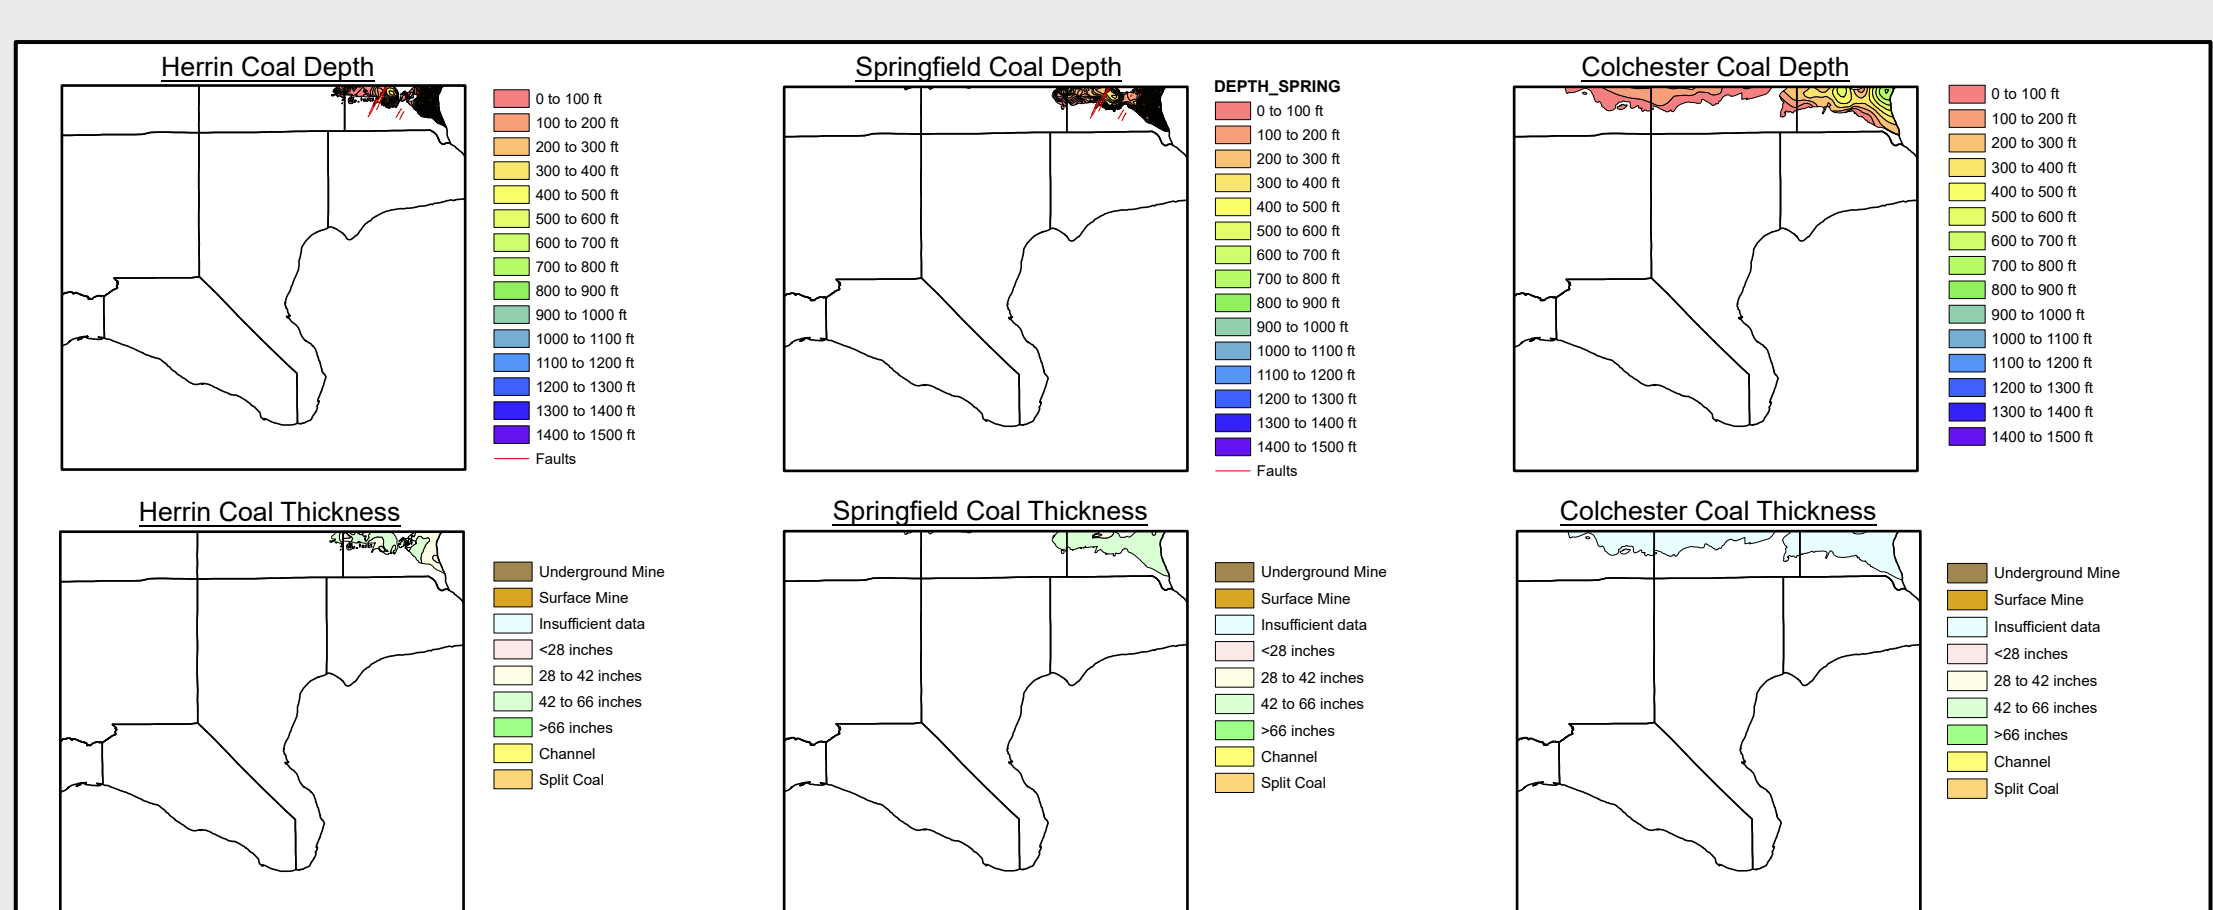 Herrin Coal Depth
0 to 100 ft
100 to 200 ft
200 to 300 ft
300 to 400 ft
400 to 500 ft
500 to 600 ft
600 to 700 ft
700 to 800 ft
800 to 900 ft
900 to 1000 ft
1000 to 1100 ft
1100 to 1200 ft
1200 to 1300 ft
1300 to 1400 ft
1400 to 1500 ft
Faults
Springfield Coal Depth
DEPTH_SPRING
0 to 100 ft
100 to 200 ft
200 to 300 ft
300 to 400 ft
400 to 500 ft
500 to 600 ft
600 to 700 ft
700 to 800 ft
800 to 900 ft
900 to 1000 ft
1000 to 1100 ft
1100 to 1200 ft
1200 to 1300 ft
1300 to 1400 ft
1400 to 1500 ft
Faults
Colchester Coal Depth
0 to 100 ft
100 to 200 ft
200 to 300 ft
300 to 400 ft
400 to 500 ft
500 to 600 ft
600 to 700 ft
700 to 800 ft
800 to 900 ft
900 to 1000 ft
1000 to 1100 ft
1100 to 1200 ft
1200 to 1300 ft
1300 to 1400 ft
1400 to 1500 ft
Herrin Coal Thickness
Underground Mine
Surface Mine
Insufficient data
<28 inches
28 to 42 inches
42 to 66 inches
>66 inches
Channel
Split Coal
Springfield Coal Thickness
Underground Mine
Surface Mine
Insufficient data
<28 inches
28 to 42 inches
42 to 66 inches
>66 inches
Channel
Split Coal
Colchester Coal Thickness
Underground Mine
Surface Mine
Insufficient data
<28 inches
28 to 42 inches
42 to 66 inches
>66 inches
Channel
Split Coal